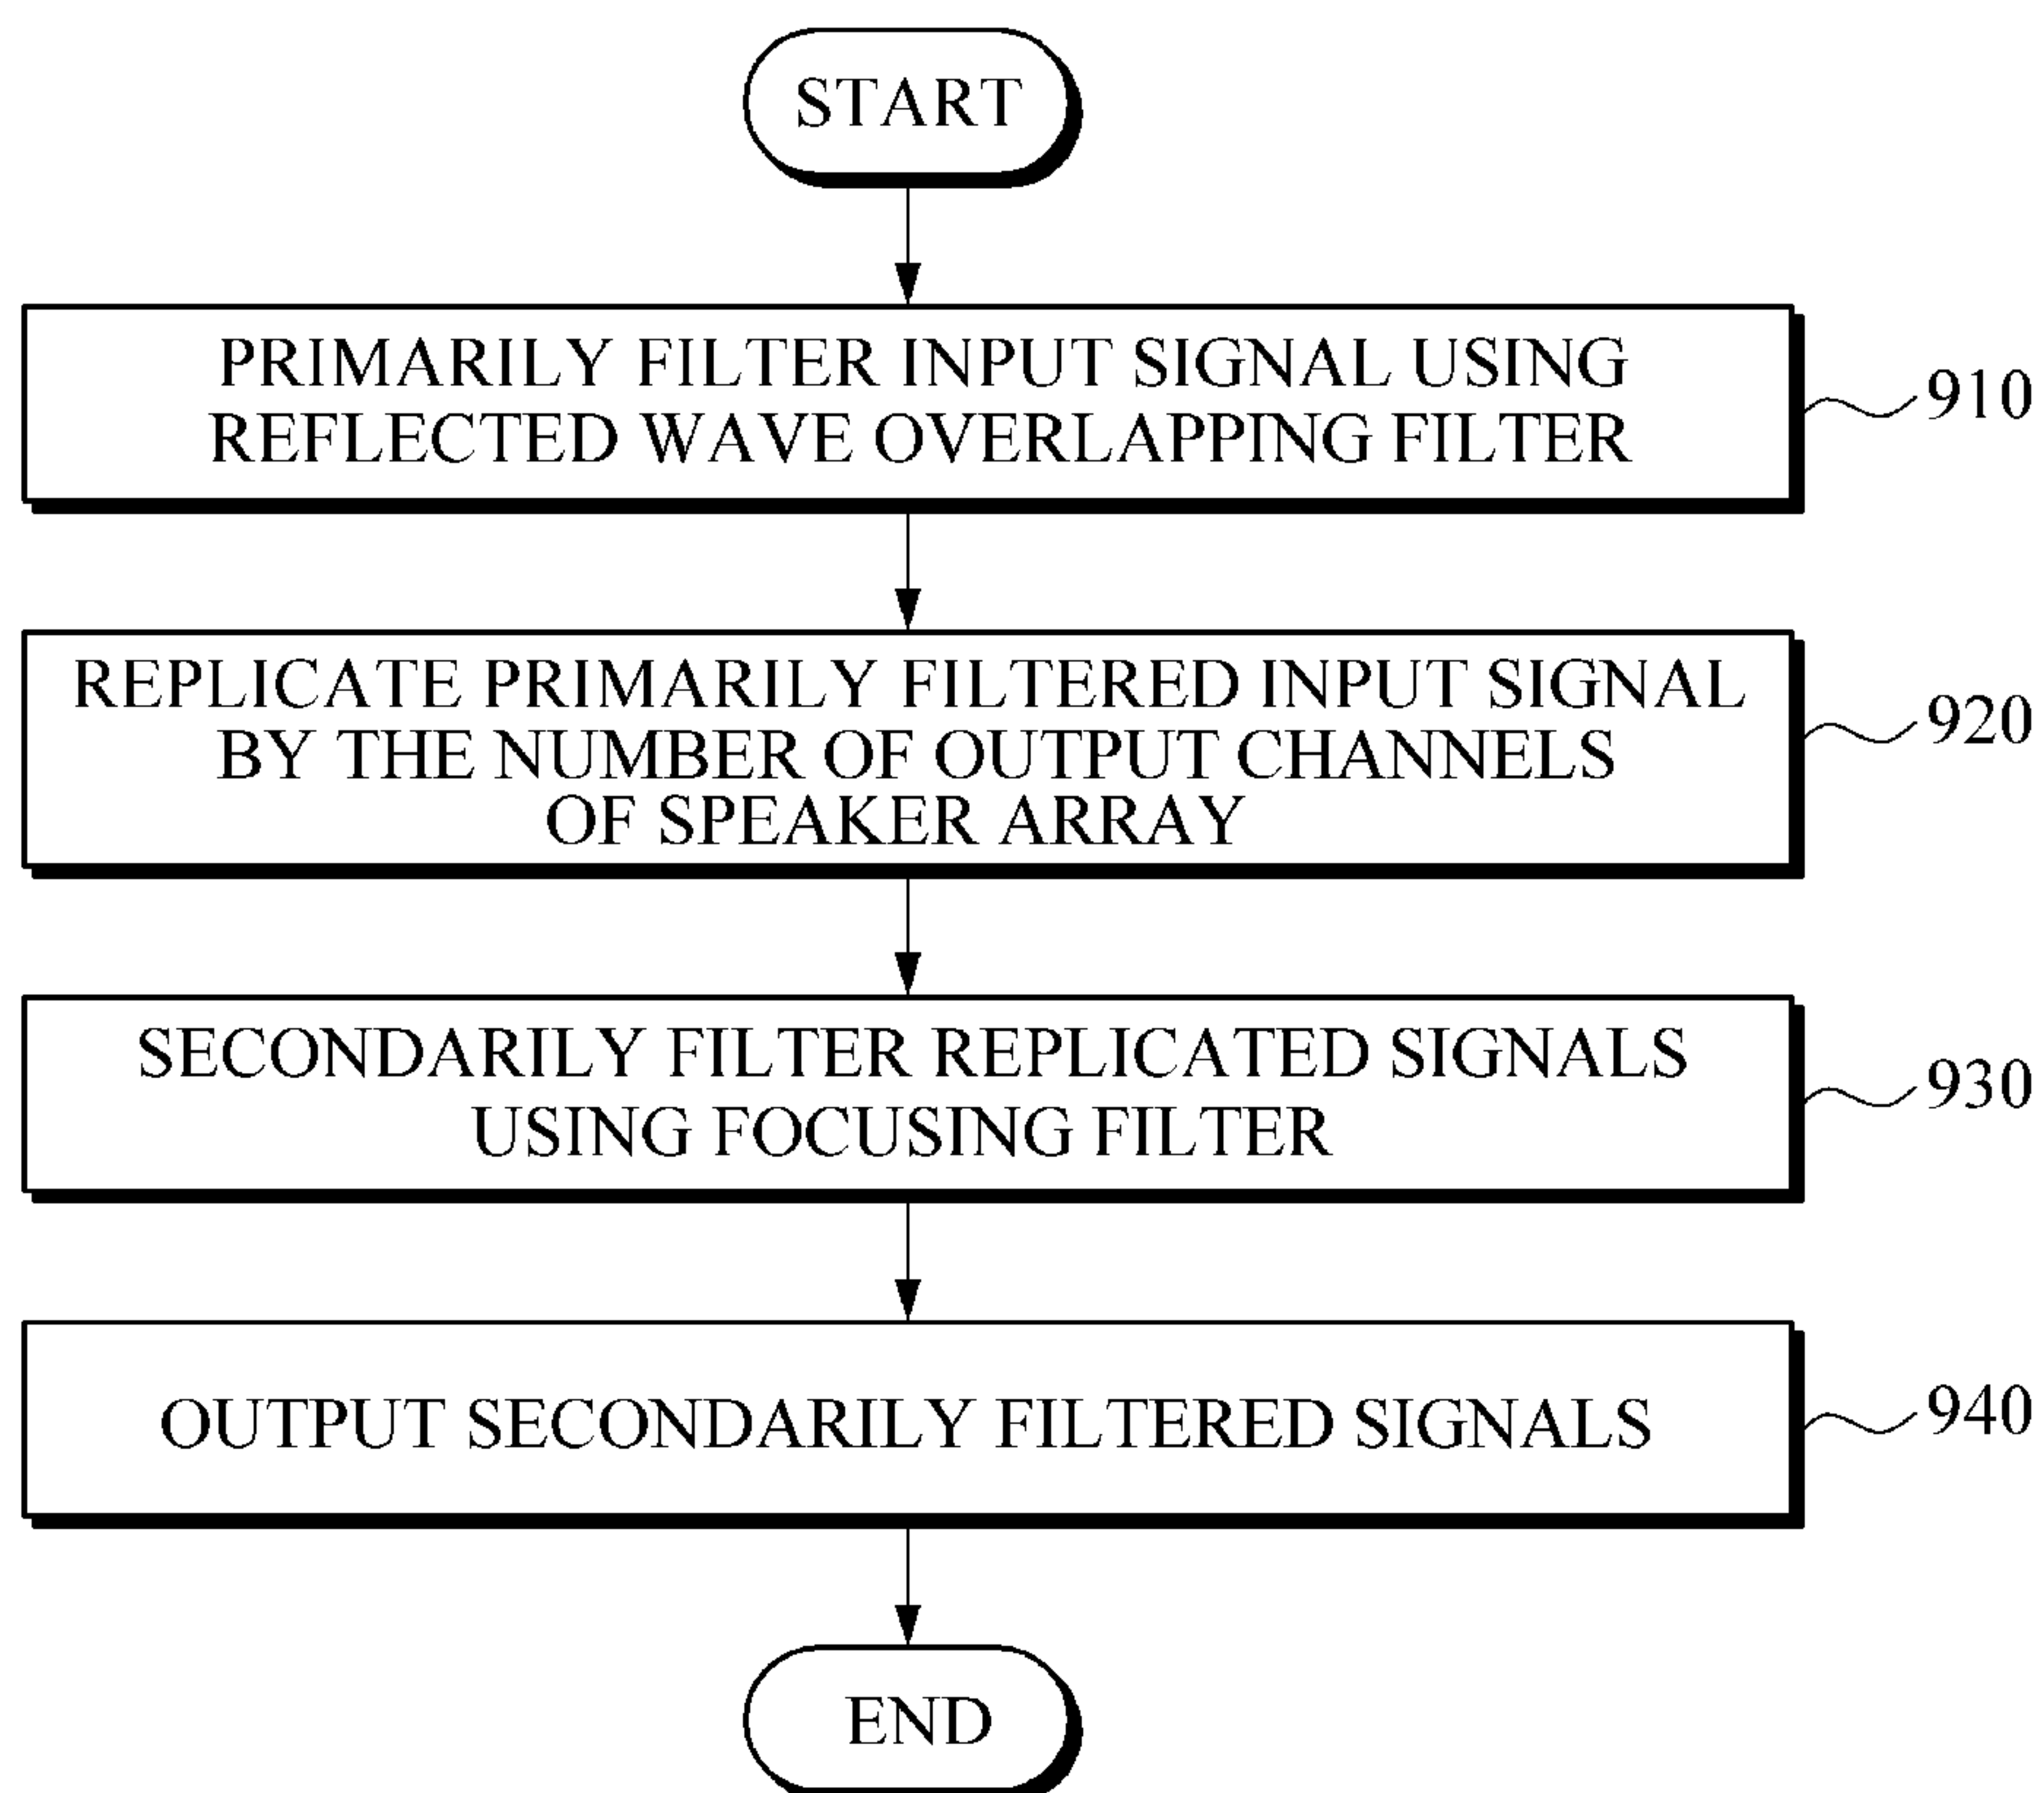 START
PRIMARILY FILTER INPUT SIGNAL USING
REFLECTED WAVE OVERLAPPING FILTER
910
REPLICATE PRIMARILY FILTERED INPUT SIGNAL
BY THE NUMBER OF OUTPUT CHANNELS
OF SPEAKER ARRAY
920
SECONDARILY FILTER REPLICATED SIGNALS
USING FOCUSING FILTER
930
OUTPUT SECONDARILY FILTERED SIGNALS
940
END